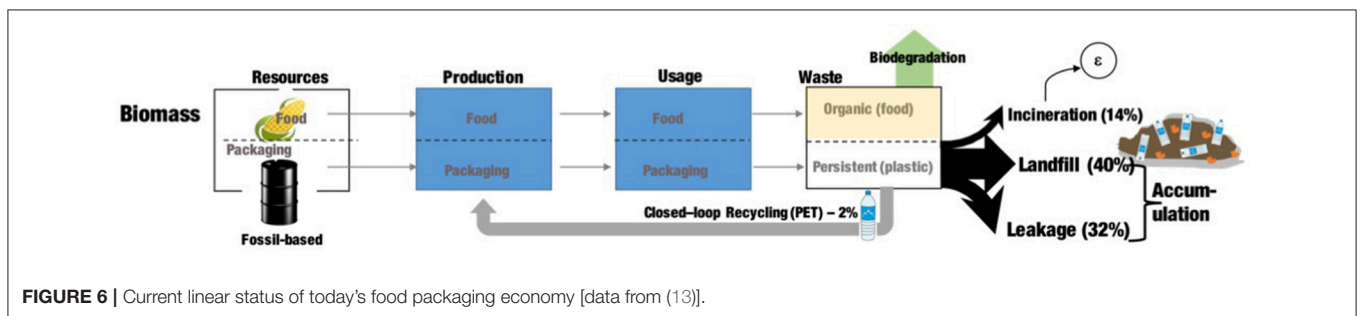 Biodegradation
ε
Resources
Production
Usage
Waste
Biomass
Food
Packaging
Fossil-based
Food
Packaging
Food
Packaging
Organic (food)
Persistent (plastic)
Incineration (14%)
Landfill (40%)
Leakage (32%)
Accum-
ulation
Closed–loop Recycling (PET) – 2%
FIGURE 6 | Current linear status of today's food packaging economy [data from (13)].